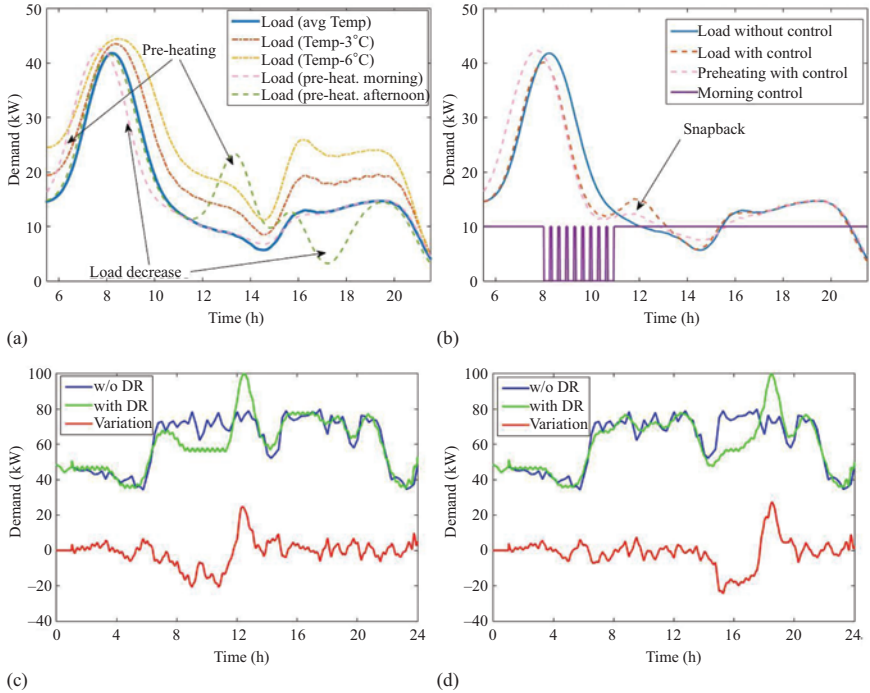 50
40
30
20
10
0
Demand (kW)
Load (avg Temp)
Load (Temp-3°C)
Load (Temp-6°C)
Load (pre-heat. morning)
Load (pre-heat. afternoon)
Pre-heating
Load decrease
6 8 10 12 14 16 18 20
Time (h)
(a)
50
40
30
20
10
0
Demand (kW)
Load without control
Load with control
Preheating with control
Morning control
Snapback
6 8 10 12 14 16 18 20
Time (h)
(b)
100
80
60
40
20
0
–20
–40
Demand (kW)
w/o DR
with DR
Variation
0 4 8 12 16 20 24
Time (h)
(c)
100
80
60
40
20
0
–20
–40
Demand (kW)
w/o DR
with DR
Variation
0 4 8 12 16 20 24
Time (h)
(d)